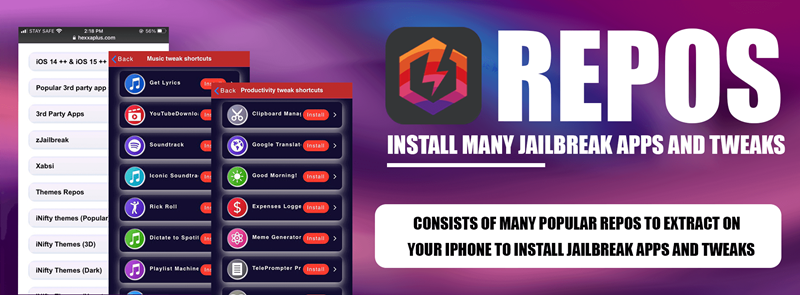 STAY SAFE
2:16 PM
56%
hexxaplus.com
iOS 14 ++ & iOS 15 ++
Popular 3rd party app
3rd Party Apps
zJailbreak
Xabsi
Themes Repos
iNifty themes (Popular
iNifty Themes (3D)
iNifty Themes (Dark)
Back Music tweak shortcuts
Get Lyrics
YouTubeDownlo
Soundtrack
Iconic Soundtra
Rick Roll
Dictate to Spotif
Playlist Machine
Back Productivity tweak shortcuts
Clipboard Manag Install
Google Translat Install
Good Morning! Install
Expenses Logge Install
Meme Generator Install
TelePrompter Pr Install
REPOS
INSTALL MANY JAILBREAK APPS AND TWEAKS
CONSISTS OF MANY POPULAR REPOS TO EXTRACT ON
YOUR IPHONE TO INSTALL JAILBREAK APPS AND TWEAKS